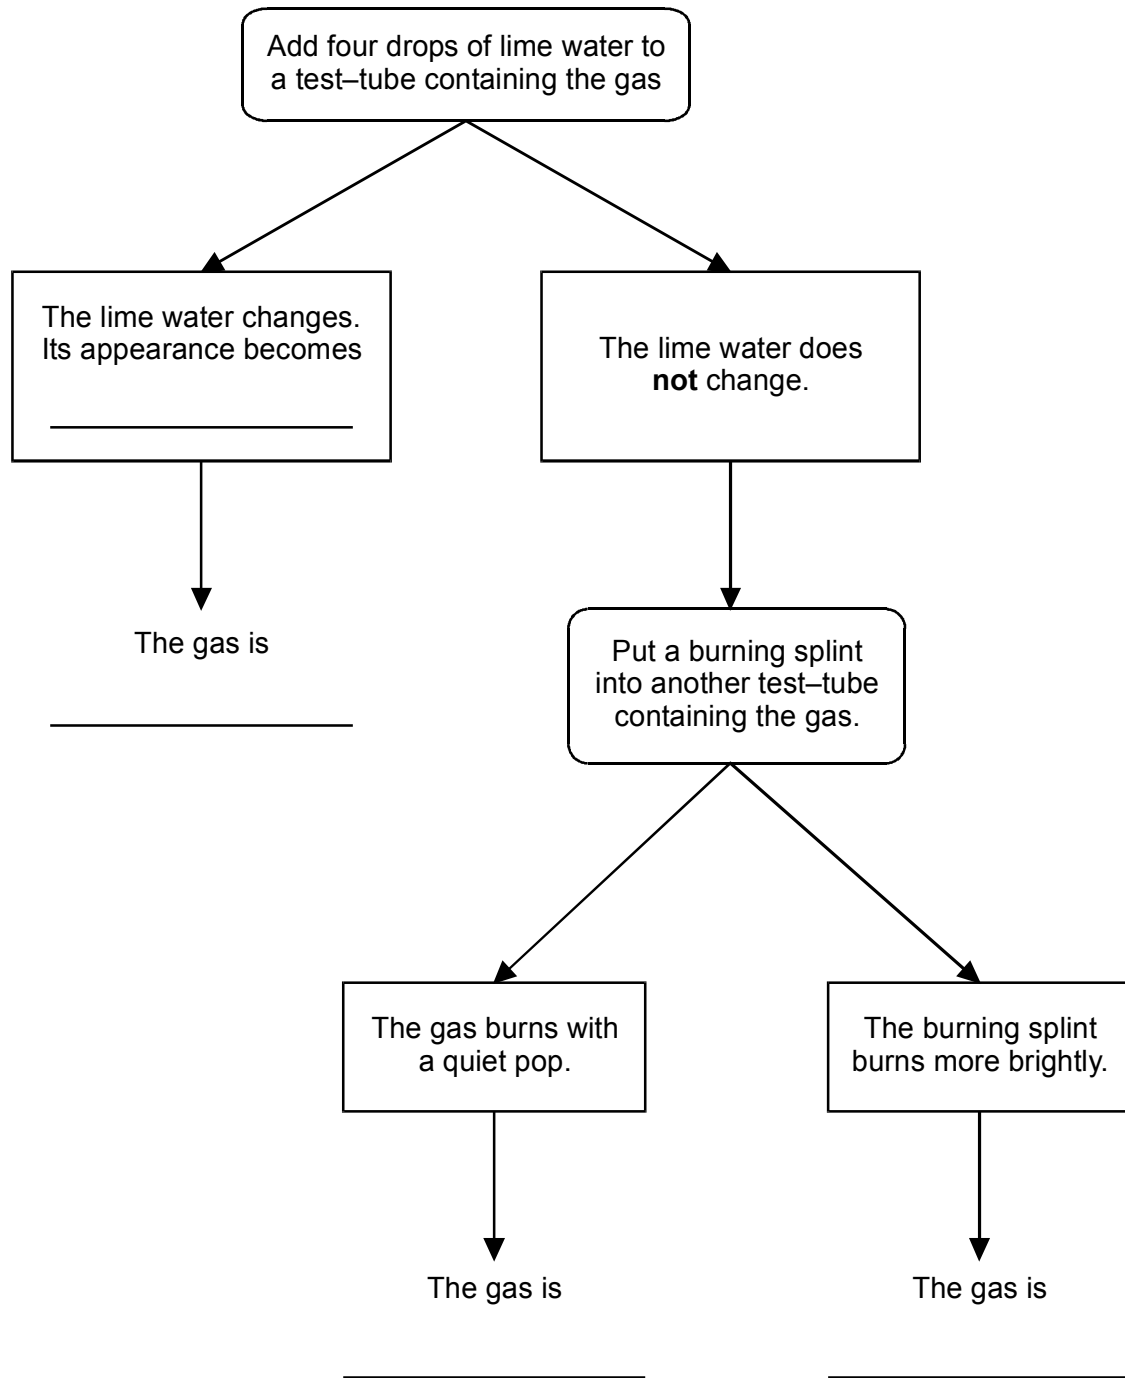 Add four drops of lime water to
a test–tube containing the gas
The lime water changes.
Its appearance becomes
The lime water does
not change.
The gas is
Put a burning splint
into another test–tube
containing the gas.
The gas burns with
a quiet pop.
The burning splint
burns more brightly.
The gas is
The gas is